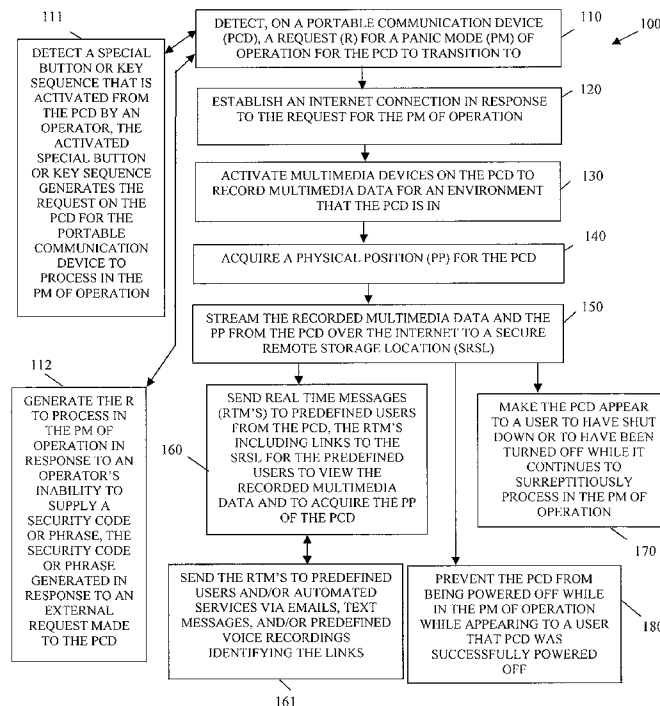 111
DETECT A SPECIAL
BUTTON OR KEY
SEQUENCE THAT IS
ACTIVATED FROM
THE PCD BY AN
OPERATOR, THE
ACTIVATED
SPECIAL BUTTON
OR KEY SEQUENCE
GENERATES THE
REQUEST ON THE
PCD FOR THE
PORTABLE
COMMUNICATION
DEVICE TO
PROCESS IN THE
PM OF OPERATION
DETECT, ON A PORTABLE COMMUNICATION DEVICE
(PCD), A REQUEST (R) FOR A PANIC MODE (PM) OF
OPERATION FOR THE PCD TO TRANSITION TO
110
100
ESTABLISH AN INTERNET CONNECTION IN RESPONSE
TO THE REQUEST FOR THE PM OF OPERATION
120
ACTIVATE MULTIMEDIA DEVICES ON THE PCD TO
RECORD MULTIMEDIA DATA FOR AN ENVIRONMENT
THAT THE PCD IS IN
130
ACQUIRE A PHYSICAL POSITION (PP) FOR THE PCD
140
STREAM THE RECORDED MULTIMEDIA DATA AND THE
PP FROM THE PCD OVER THE INTERNET TO A SECURE
REMOTE STORAGE LOCATION (SRSL)
150
112
GENERATE THE R
TO PROCESS IN
THE PM OF
OPERATION IN
RESPONSE TO AN
OPERATOR'S
INABILITY TO
SUPPLY A
SECURITY CODE
OR PHRASE, THE
SECURITY CODE
OR PHRASE
GENERATED IN
RESPONSE TO AN
EXTERNAL
REQUEST MADE
TO THE PCD
160
SEND REAL TIME MESSAGES
(RTM'S) TO PREDEFINED
USERS FROM THE PCD, THE
RTM'S INCLUDING LINKS TO
THE SRSL FOR THE
PREDEFINED USERS TO
VIEW THE RECORDED
MULTIMEDIA DATA AND TO
ACQUIRE THE PP OF THE PCD
SEND THE RTM'S TO PREDEFINED
USERS AND/OR AUTOMATED
SERVICES VIA EMAILS, TEXT
MESSAGES, AND/OR PREDEFINED
VOICE RECORDINGS
IDENTIFYING THE LINKS
161
MAKE THE PCD APPEAR
TO A USER TO HAVE SHUT
DOWN OR TO HAVE BEEN
TURNED OFF WHILE IT
CONTINUES TO
SURREPTITIOUSLY
PROCESS IN THE PM OF
OPERATION
170
PREVENT THE PCD FROM
BEING POWERED OFF WHILE
IN THE PM OF OPERATION
WHILE APPEARING TO A USER
THAT PCD WAS
SUCCESSFULLY POWERED
OFF
180